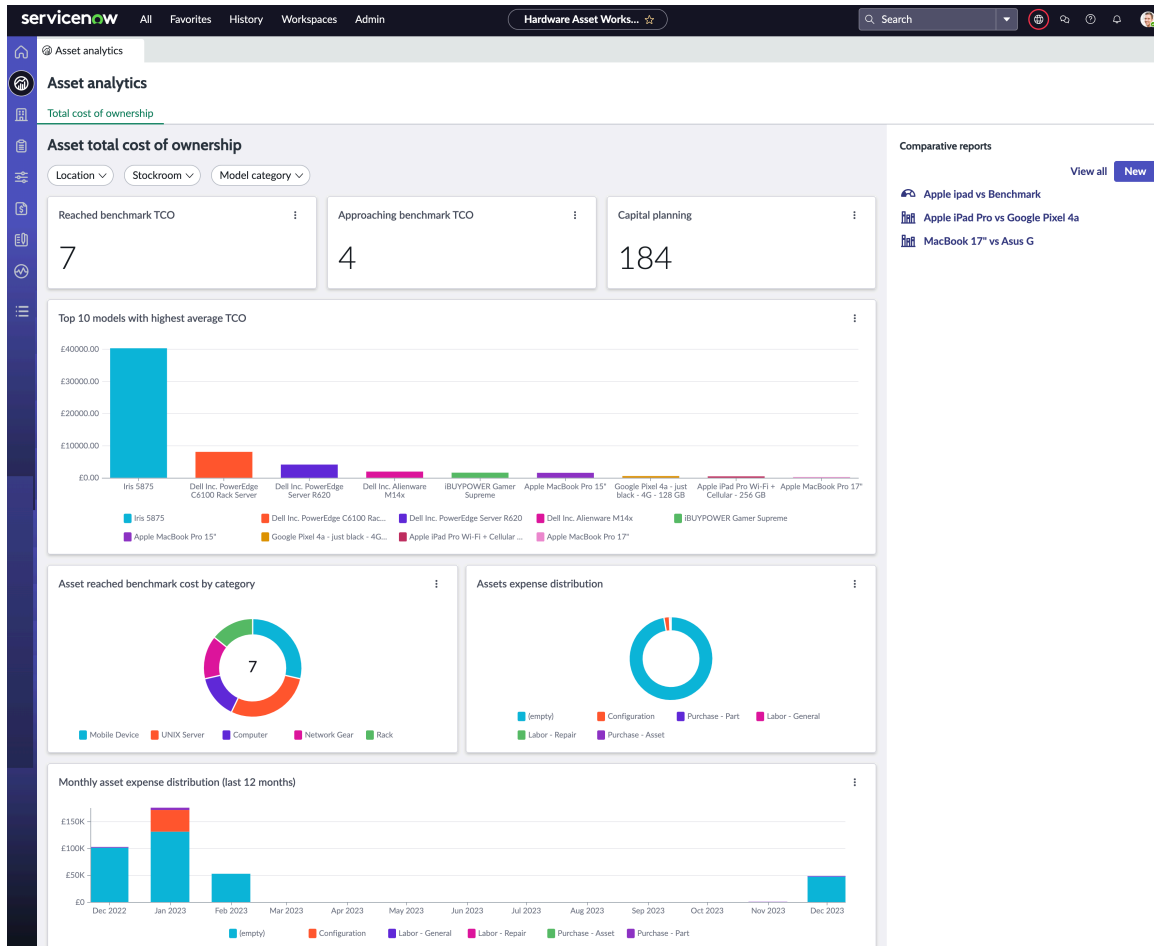 servicenow All Favorites History Workspaces Admin Hardware Asset Works... Search
Asset analytics
Asset analytics
Total cost of ownership
Asset total cost of ownership
Location Stockroom Model category
Reached benchmark TCO
7
Approaching benchmark TCO
4
Capital planning
184
Comparative reports
View all New
Apple ipad vs Benchmark
Apple iPad Pro vs Google Pixel 4a
MacBook 17" vs Asus G
Top 10 models with highest average TCO
£40000.00
£30000.00
£20000.00
£10000.00
£0.00
Iris 5875
Dell Inc. PowerEdge
C6100 Rack Server
Dell Inc. PowerEdge
Server R620
Dell Inc. Alienware
M14x
iBUYPOWER Gamer
Supreme
Apple MacBook Pro 15"
Google Pixel 4a - just
black - 4G - 128 GB
Apple iPad Pro Wi-Fi +
Cellular - 256 GB
Apple MacBook Pro 17"
Iris 5875 Dell Inc. PowerEdge C6100 Rac... Dell Inc. PowerEdge Server R620 Dell Inc. Alienware M14x iBUYPOWER Gamer Supreme
Apple MacBook Pro 15" Google Pixel 4a - just black - 4G... Apple iPad Pro Wi-Fi + Cellular ... Apple MacBook Pro 17"
Asset reached benchmark cost by category
7
Mobile Device UNIX Server Computer Network Gear Rack
Assets expense distribution
(empty) Configuration Purchase - Part Labor - General
Labor - Repair Purchase - Asset
Monthly asset expense distribution (last 12 months)
£150K
£100K
£50K
£0
Dec 2022 Jan 2023 Feb 2023 Mar 2023 Apr 2023 May 2023 Jun 2023 Jul 2023 Aug 2023 Sep 2023 Oct 2023 Nov 2023 Dec 2023
(empty) Configuration Labor - General Labor - Repair Purchase - Asset Purchase - Part